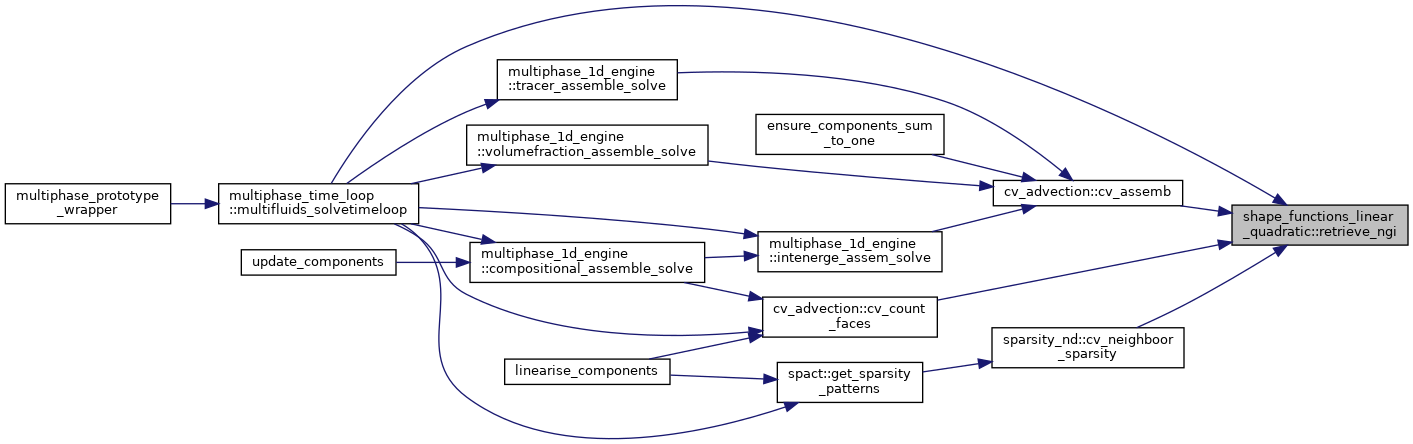 multiphase_prototype
_wrapper
multiphase_time_loop
::multifluids_solvetimeloop
update_components
multiphase_1d_engine
::tracer_assemble_solve
multiphase_1d_engine
::volumefraction_assemble_solve
multiphase_1d_engine
::compositional_assemble_solve
linearise_components
ensure_components_sum
_to_one
multiphase_1d_engine
::intenerge_assem_solve
cv_advection::cv_count
_faces
spact::get_sparsity
_patterns
cv_advection::cv_assemb
sparsity_nd::cv_neighboor
_sparsity
shape_functions_linear
_quadratic::retrieve_ngi